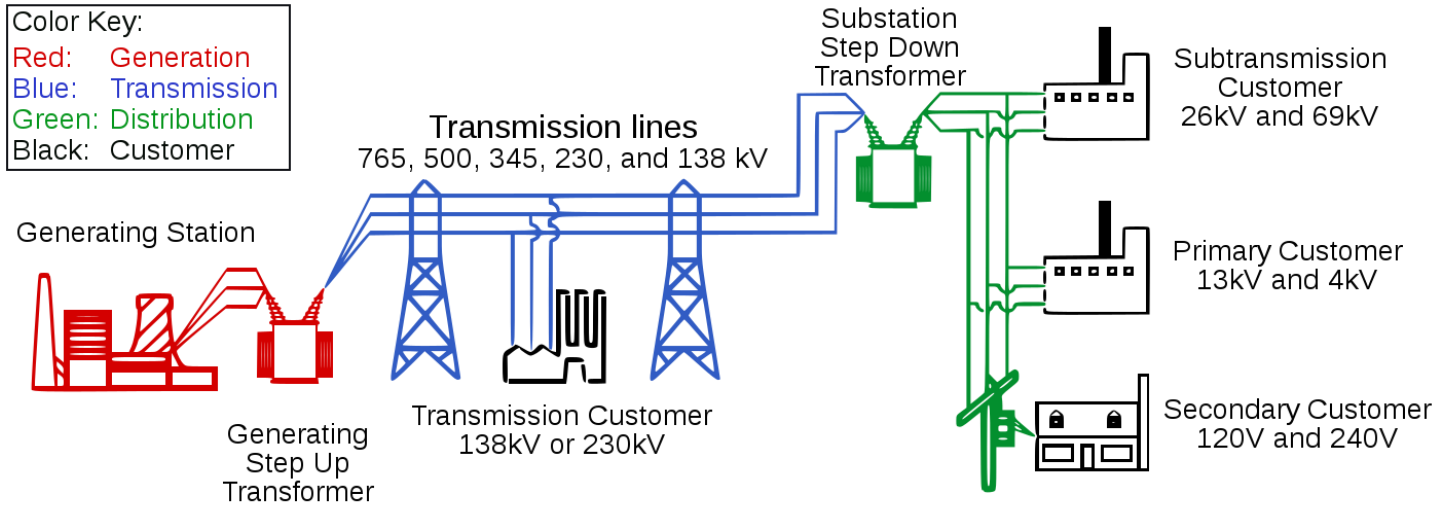 Color Key:
Red: Generation
Blue: Transmission
Green: Distribution
Black: Customer
Generating Station
Generating
Step Up
Transformer
Transmission lines
765, 500, 345, 230, and 138 kV
Transmission Customer
138kV or 230kV
Substation
Step Down
Transformer
Subtransmission
Customer
26kV and 69kV
Primary Customer
13kV and 4kV
Secondary Customer
120V and 240V